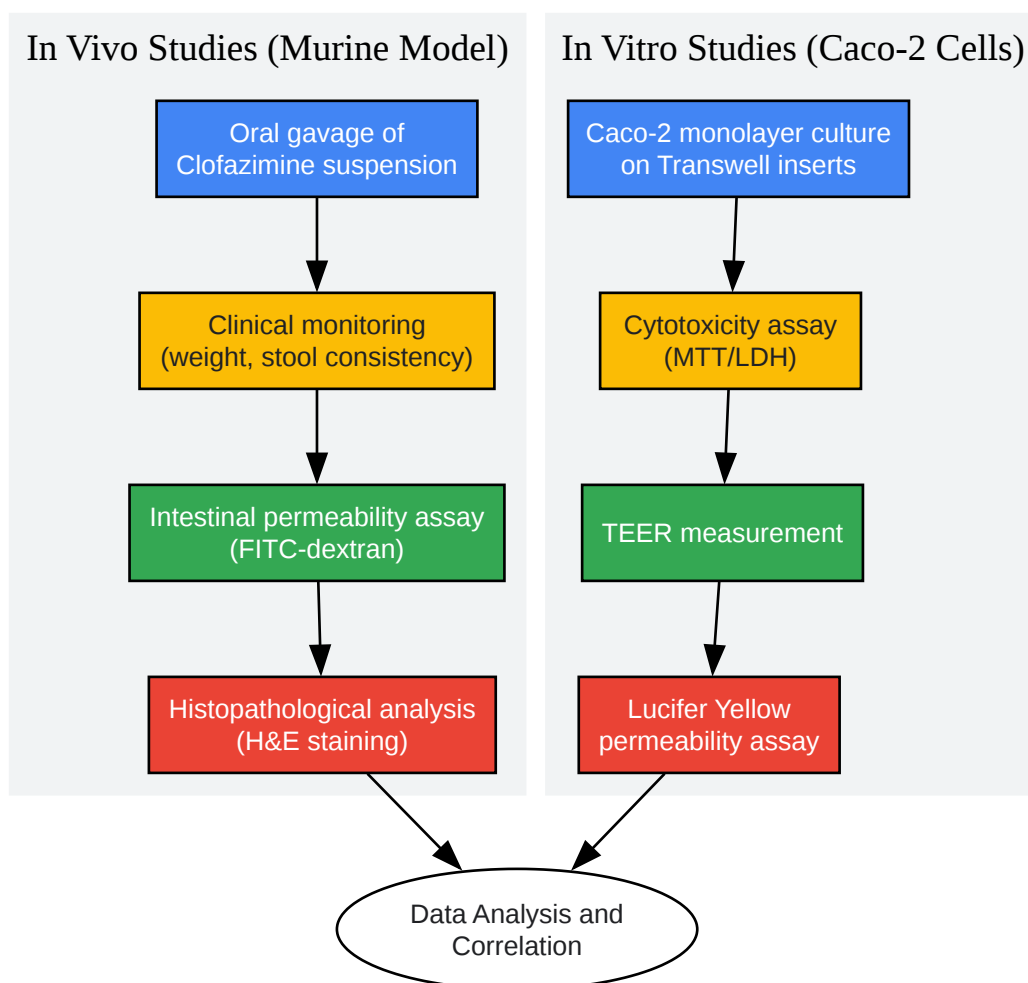 In Vivo Studies (Murine Model)
Oral gavage of
Clofazimine suspension
Clinical monitoring
(weight, stool consistency)
Intestinal permeability assay
(FITC-dextran)
Histopathological analysis
(H&E staining)
In Vitro Studies (Caco-2 Cells)
Caco-2 monolayer culture
on Transwell inserts
Cytotoxicity assay
(MTT/LDH)
TEER measurement
Lucifer Yellow
permeability assay
Data Analysis and
Correlation